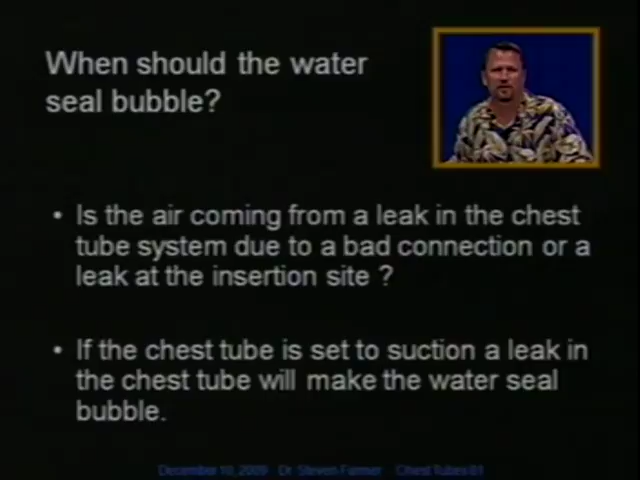 When should the water
seal bubble?
• Is the air coming from a leak in the chest
tube system due to a bad connection or a
leak at the insertion site ?
• If the chest tube is set to suction a leak in
the chest tube will make the water seal
bubble.
December 10, 2009 Dr. Steven Farmer Chest Tubes 01